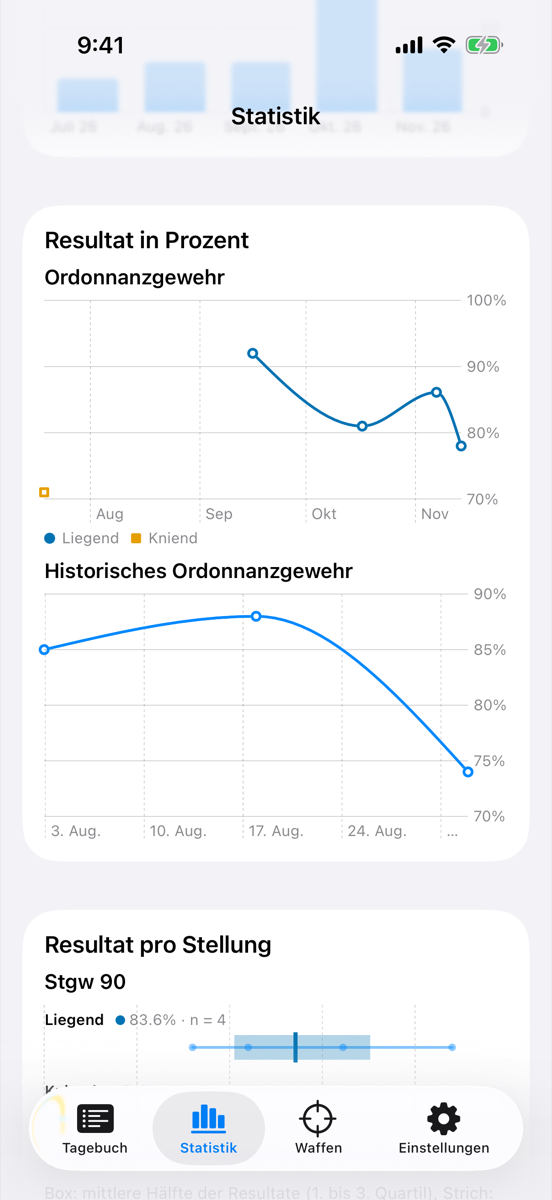 9:41
Juli 26 Aug. 26 Sept. 26 Okt. 26 Nov. 26
0
Statistik
Resultat in Prozent
Ordonnanzgewehr
100%
90%
80%
70%
Aug Sep Okt Nov
Liegend Kniend
Historisches Ordonnanzgewehr
90%
85%
80%
75%
70%
3. Aug. 10. Aug. 17. Aug. 24. Aug. ...
Resultat pro Stellung
Stgw 90
Liegend 83.6% · n = 4
Tagebuch Statistik Waffen Einstellungen
Box: mittlere Hälfte der Resultate (1. bis 3. Quartil), Strich: